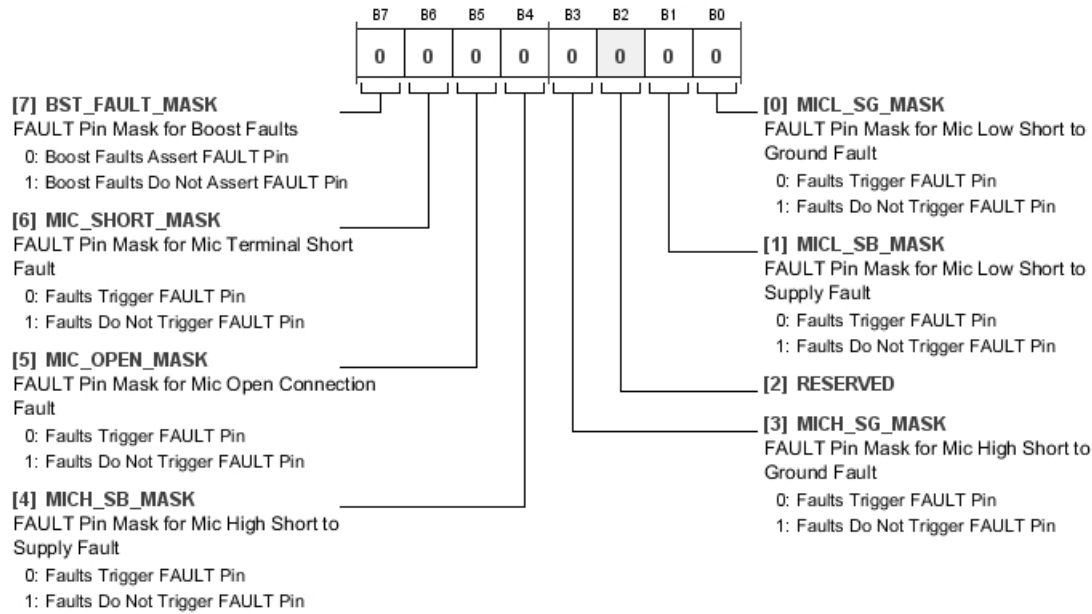 B7 B6 B5 B4 B3 B2 B1 B0
0 0 0 0 0 0 0 0
[7] BST_FAULT_MASK
FAULT Pin Mask for Boost Faults
0: Boost Faults Assert FAULT Pin
1: Boost Faults Do Not Assert FAULT Pin
[6] MIC_SHORT_MASK
FAULT Pin Mask for Mic Terminal Short
Fault
0: Faults Trigger FAULT Pin
1: Faults Do Not Trigger FAULT Pin
[5] MIC_OPEN_MASK
FAULT Pin Mask for Mic Open Connection
Fault
0: Faults Trigger FAULT Pin
1: Faults Do Not Trigger FAULT Pin
[4] MICH_SB_MASK
FAULT Pin Mask for Mic High Short to
Supply Fault
0: Faults Trigger FAULT Pin
1: Faults Do Not Trigger FAULT Pin
[0] MICL_SG_MASK
FAULT Pin Mask for Mic Low Short to
Ground Fault
0: Faults Trigger FAULT Pin
1: Faults Do Not Trigger FAULT Pin
[1] MICL_SB_MASK
FAULT Pin Mask for Mic Low Short to
Supply Fault
0: Faults Trigger FAULT Pin
1: Faults Do Not Trigger FAULT Pin
[2] RESERVED
[3] MICH_SG_MASK
FAULT Pin Mask for Mic High Short to
Ground Fault
0: Faults Trigger FAULT Pin
1: Faults Do Not Trigger FAULT Pin